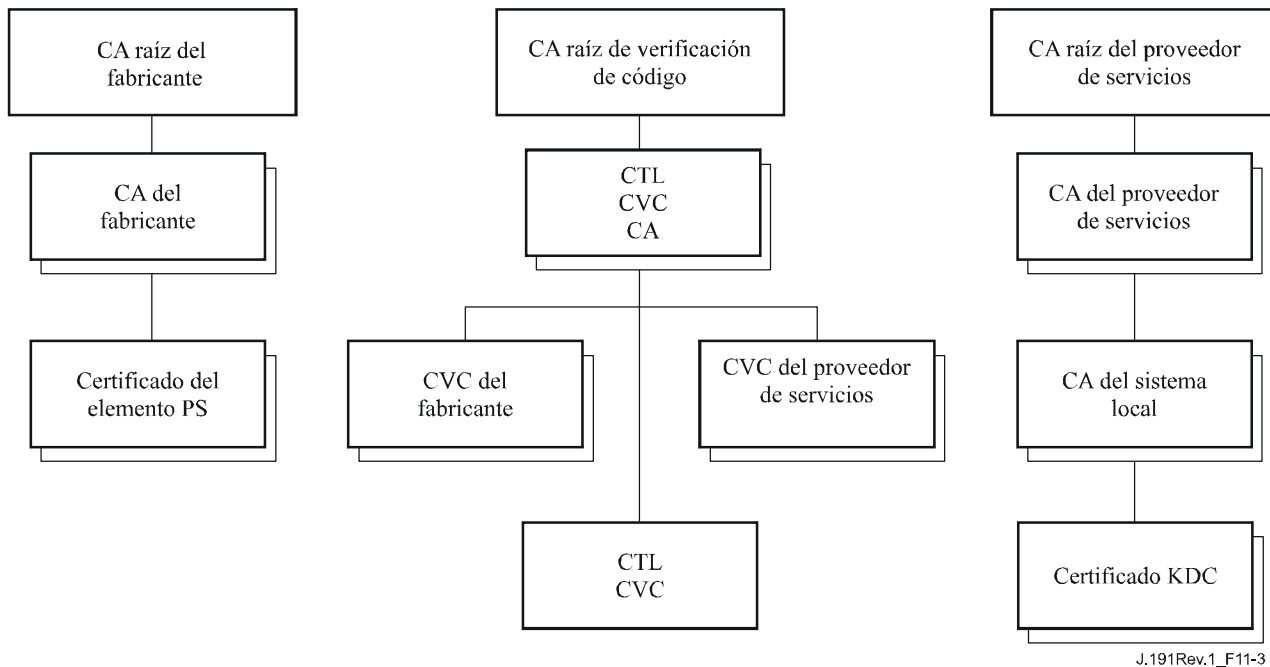 CA raíz del
fabricante
CA raíz de verificación
de código
CA raíz del proveedor
de servicios
CA del
fabricante
CTL
CVC
CA
CA del proveedor
de servicios
Certificado del
elemento PS
CVC del
fabricante
CVC del proveedor
de servicios
CA del sistema
local
CTL
CVC
Certificado KDC
J.191Rev.1_F11-3